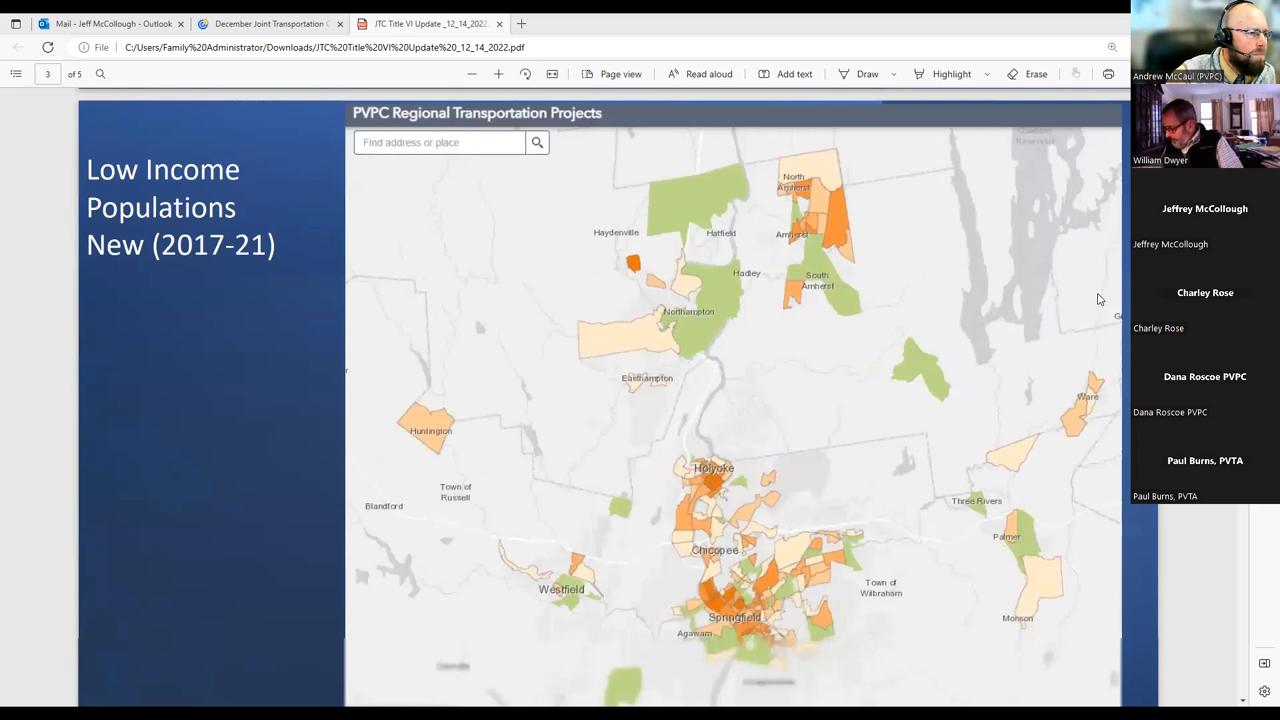 Mail - Jeff McCollough - Outlook
December Joint Transportation C
JTC Title VI Update _12_14_2022.
File
C:/Users/Family%20Administrator/Downloads/JTC%20Title%20VI%20Update%20_12_14_2022.pdf
3 of 5
Page view
Read aloud
Add text
Draw
Highlight
Erase
Andrew McCaul (PVPC)
William Dwyer
Jeffrey McCollough
Jeffrey McCollough
Charley Rose
Charley Rose
Dana Roscoe PVPC
Dana Roscoe PVPC
Paul Burns, PVTA
Paul Burns, PVTA
Low Income
Populations
New (2017-21)
PVPC Regional Transportation Projects
Find address or place
North
Amherst
Haydenville
Hatfield
Amherst
Hadley
South
Amherst
Northampton
Easthampton
Ware
Huntington
Holyoke
Town of
Russell
Blandford
Three Rivers
Palmer
Chicopee
Westfield
Town of
Wilbraham
Springfield
Monson
Agawam